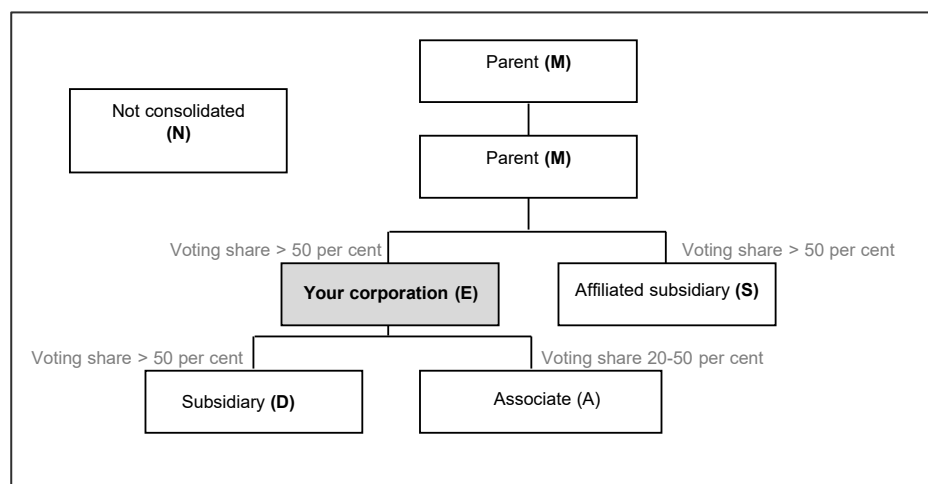 Parent (M)
Not consolidated
(N)
Parent (M)
Voting share > 50 per cent
Voting share > 50 per cent
Your corporation (E)
Affiliated subsidiary (S)
Voting share > 50 per cent
Voting share 20-50 per cent
Subsidiary (D)
Associate (A)